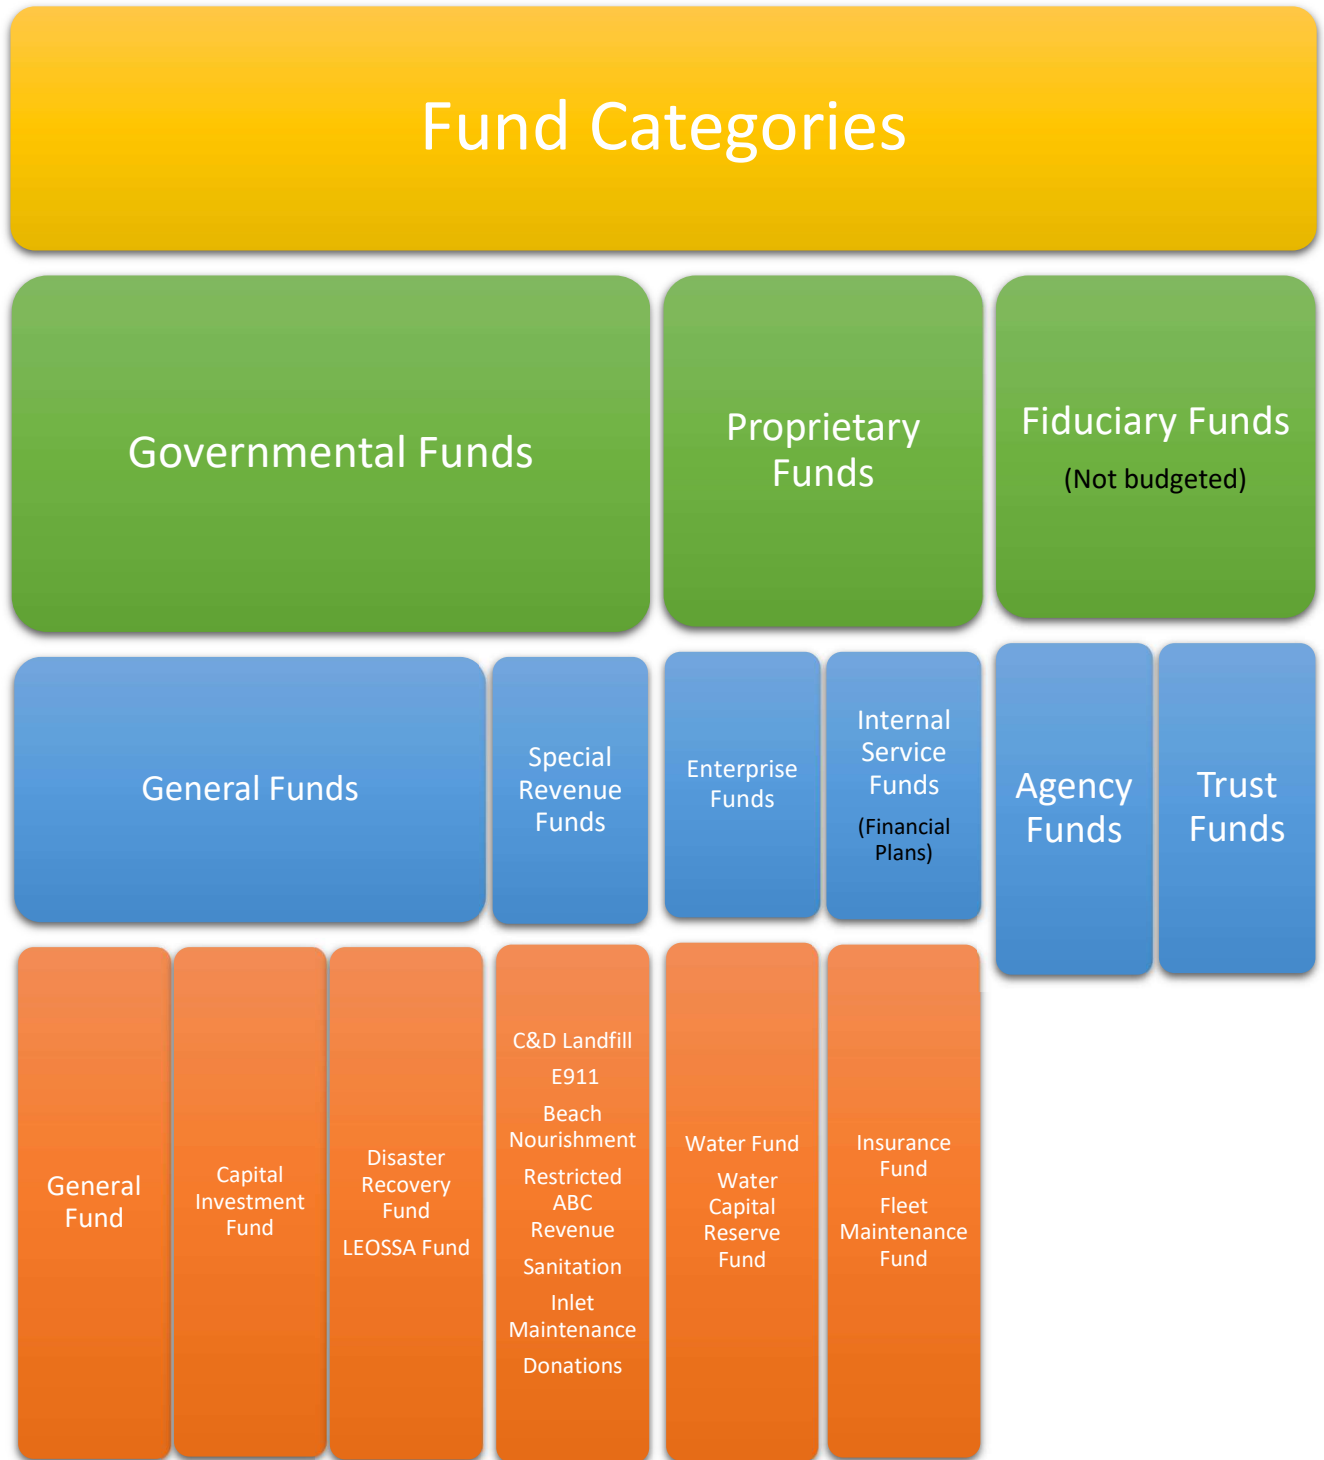 Fund Categories
Governmental Funds
Proprietary
Funds
Fiduciary Funds
(Not budgeted)
General Funds
Special
Revenue
Funds
Enterprise
Funds
Internal
Service
Funds
(Financial
Plans)
Agency
Funds
Trust
Funds
General
Fund
Capital
Investment
Fund
Disaster
Recovery
Fund
LEOSSA Fund
C&D Landfill
E911
Beach
Nourishment
Restricted
ABC
Revenue
Sanitation
Inlet
Maintenance
Donations
Water Fund
Water
Capital
Reserve
Fund
Insurance
Fund
Fleet
Maintenance
Fund